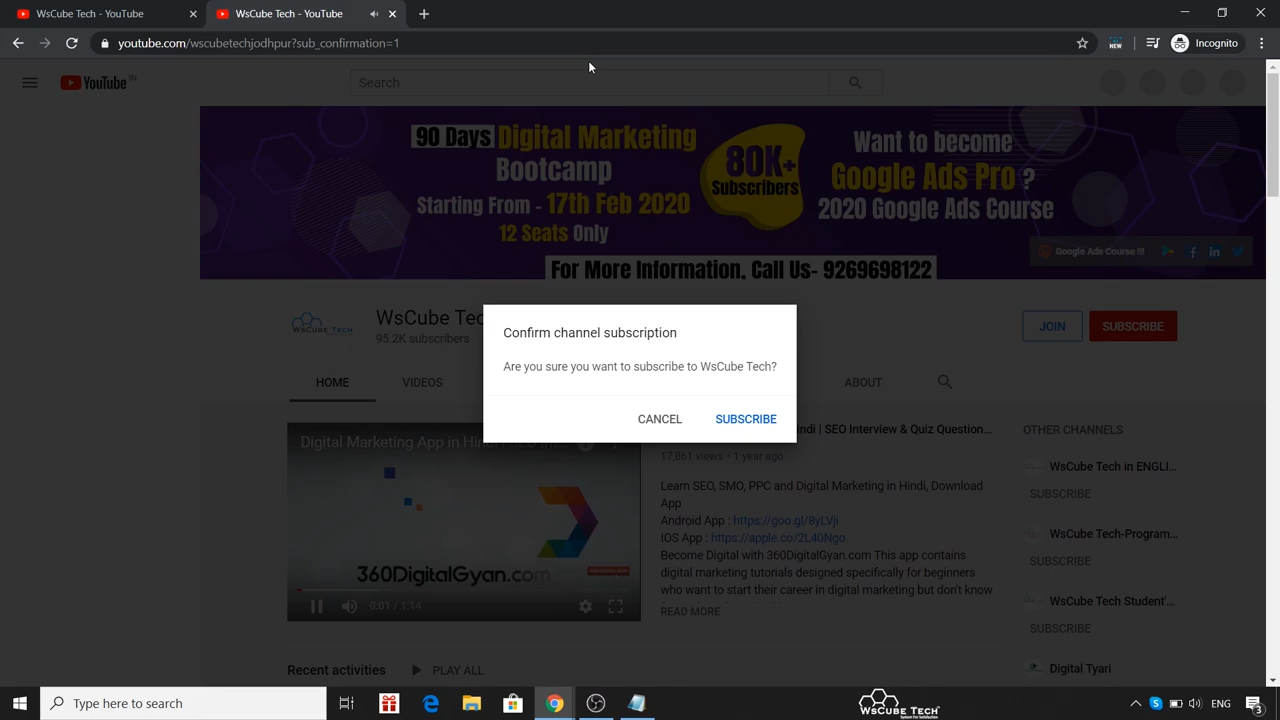 WsCube Tech - YouTube
WsCube Tech - YouTube
youtube.com/wscubetechjodhpur?sub_confirmation=1
NEW
Incognito
YouTube IN
Search
90 Days Digital Marketing
Bootcamp
Starting From - 17th Feb 2020
12 Seats Only
80K+
Subscribers
Want to become
Google Ads Pro ?
2020 Google Ads Course
For More Information, Call Us- 9269698122
Google Ads Course !!!
WsCube Tech
WsCube Tec
95.2K subscribers
JOIN
SUBSCRIBE
Confirm channel subscription
Are you sure you want to subscribe to WsCube Tech?
CANCEL
SUBSCRIBE
HOME
VIDEOS
ABOUT
Digital Marketing App in Hindi
360DigitalGyan.com
0:01 / 1:14
Hindi | SEO Interview & Quiz Question...
17,861 views • 1 year ago
Learn SEO, SMO, PPC and Digital Marketing in Hindi, Download
App
Android App : https://goo.gl/8yLVji
IOS App : https://apple.co/2L40Ngo
Become Digital with 360DigitalGyan.com This app contains
digital marketing tutorials designed specifically for beginners
who want to start their career in digital marketing but don't know
READ MORE
OTHER CHANNELS
WsCube Tech in ENGLI...
SUBSCRIBE
WsCube Tech-Program...
SUBSCRIBE
WsCube Tech Student'...
SUBSCRIBE
Digital Tyari
Recent activities
PLAY ALL
Type here to search
WsCube Tech
System For Satisfaction
ENG
3